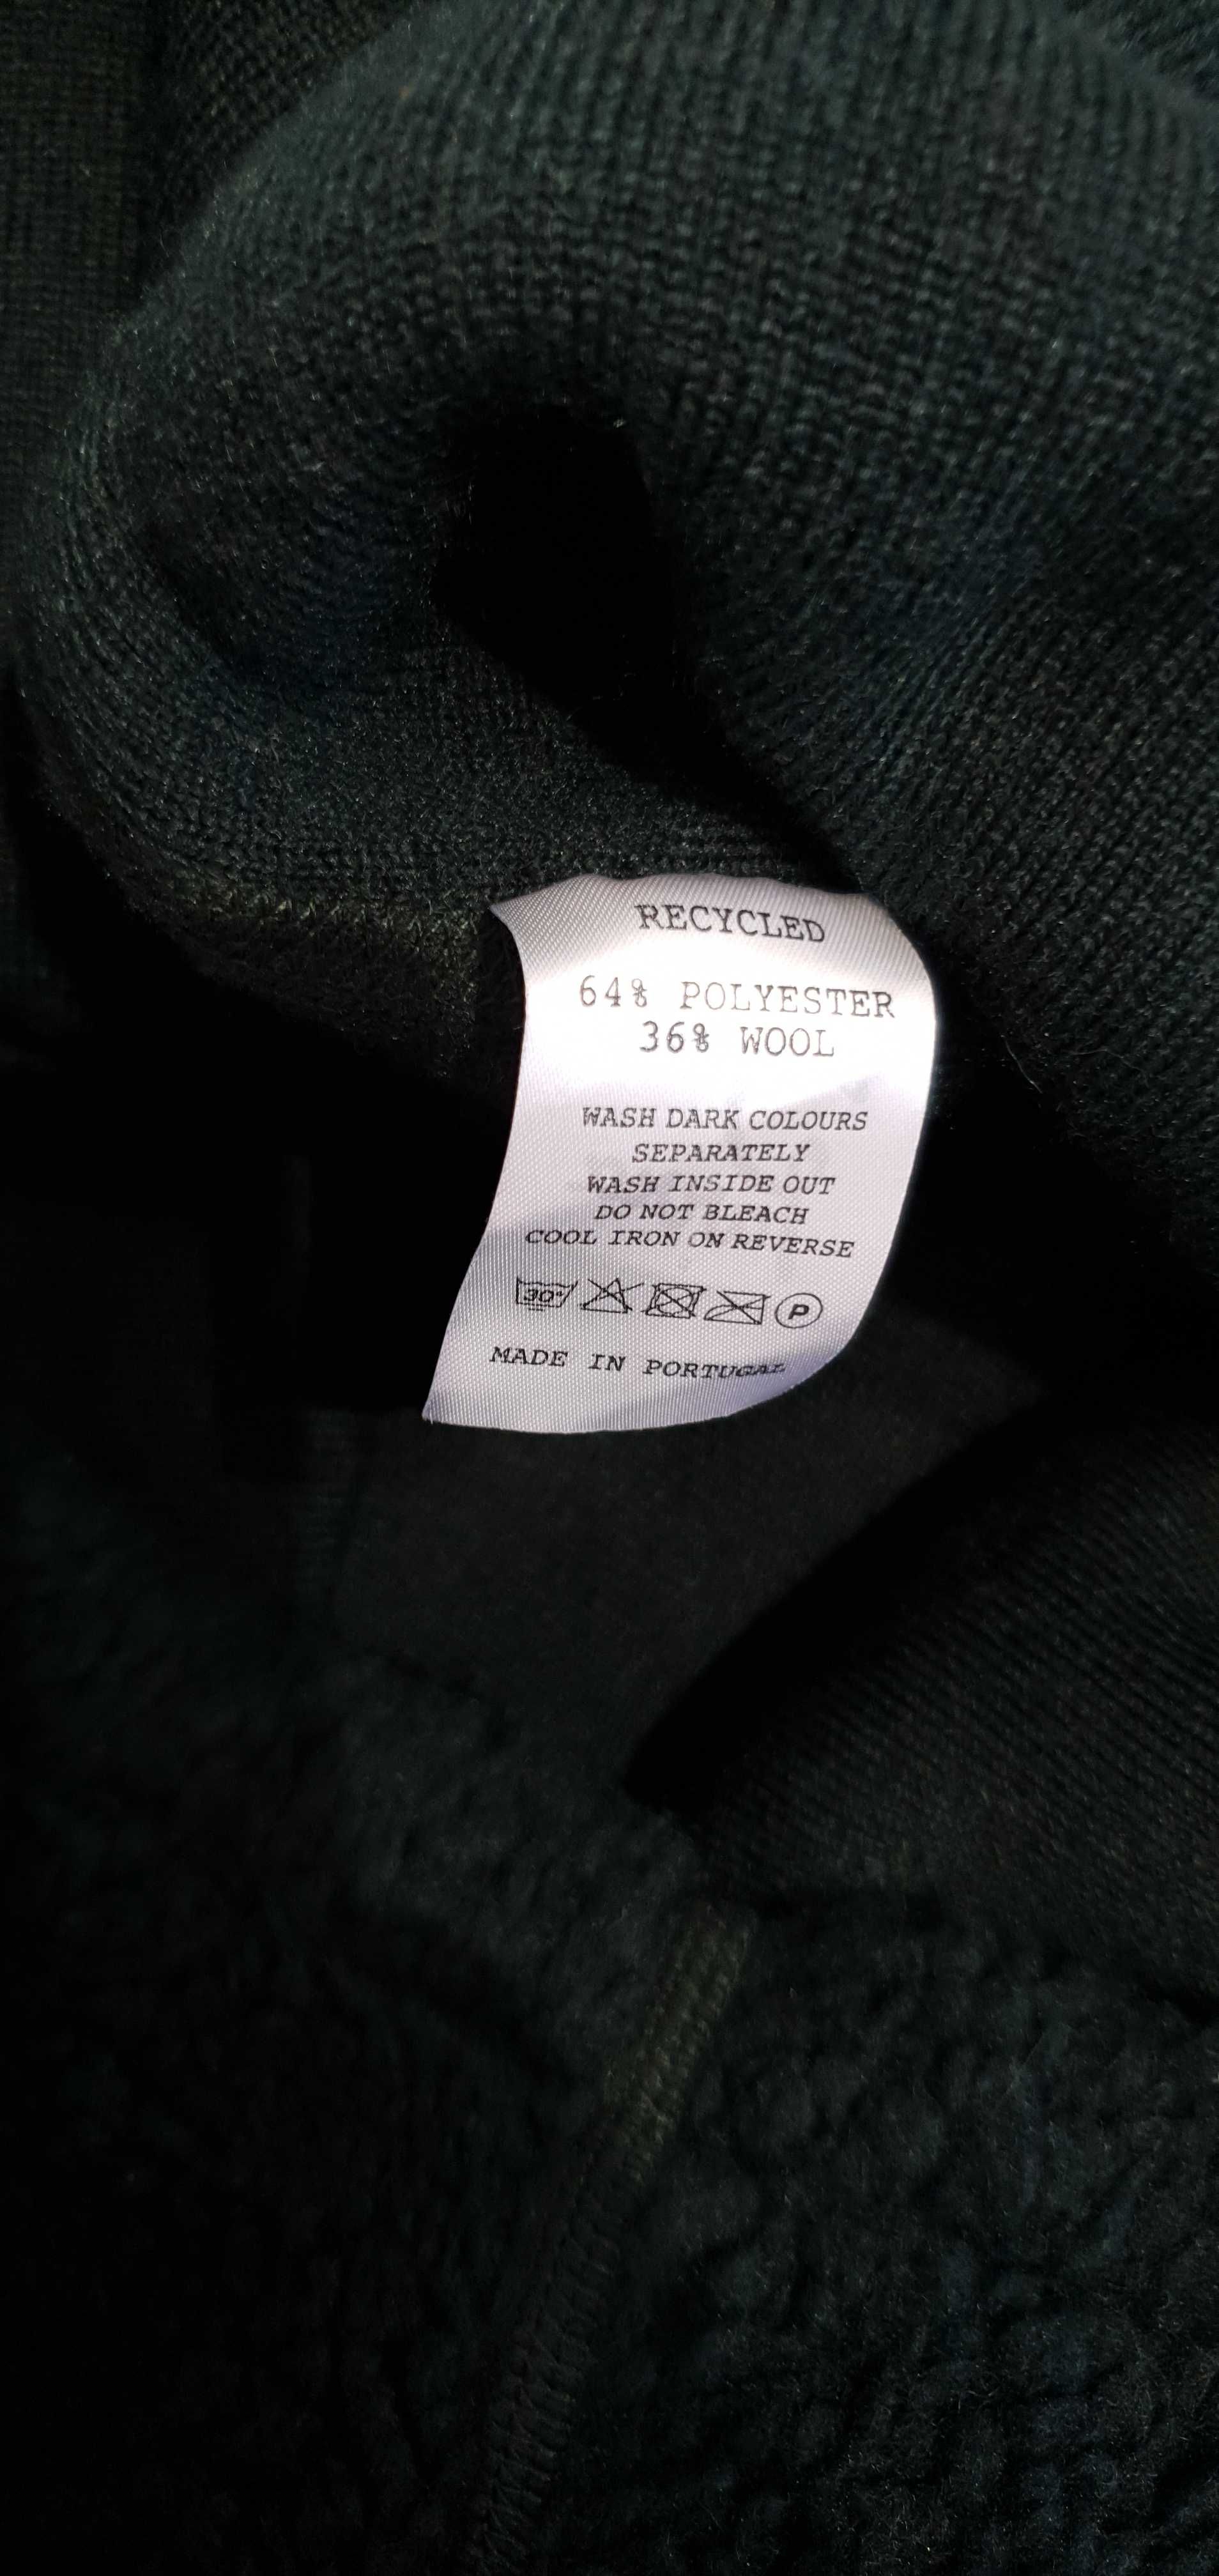 RECYCLED
64% POLYESTER
36% WOOL
WASH DARK COLOURS
SEPARATELY
WASH INSIDE OUT
DO NOT BLEACH
COOL IRON ON REVERSE
30° P
MADE IN PORTUGAL